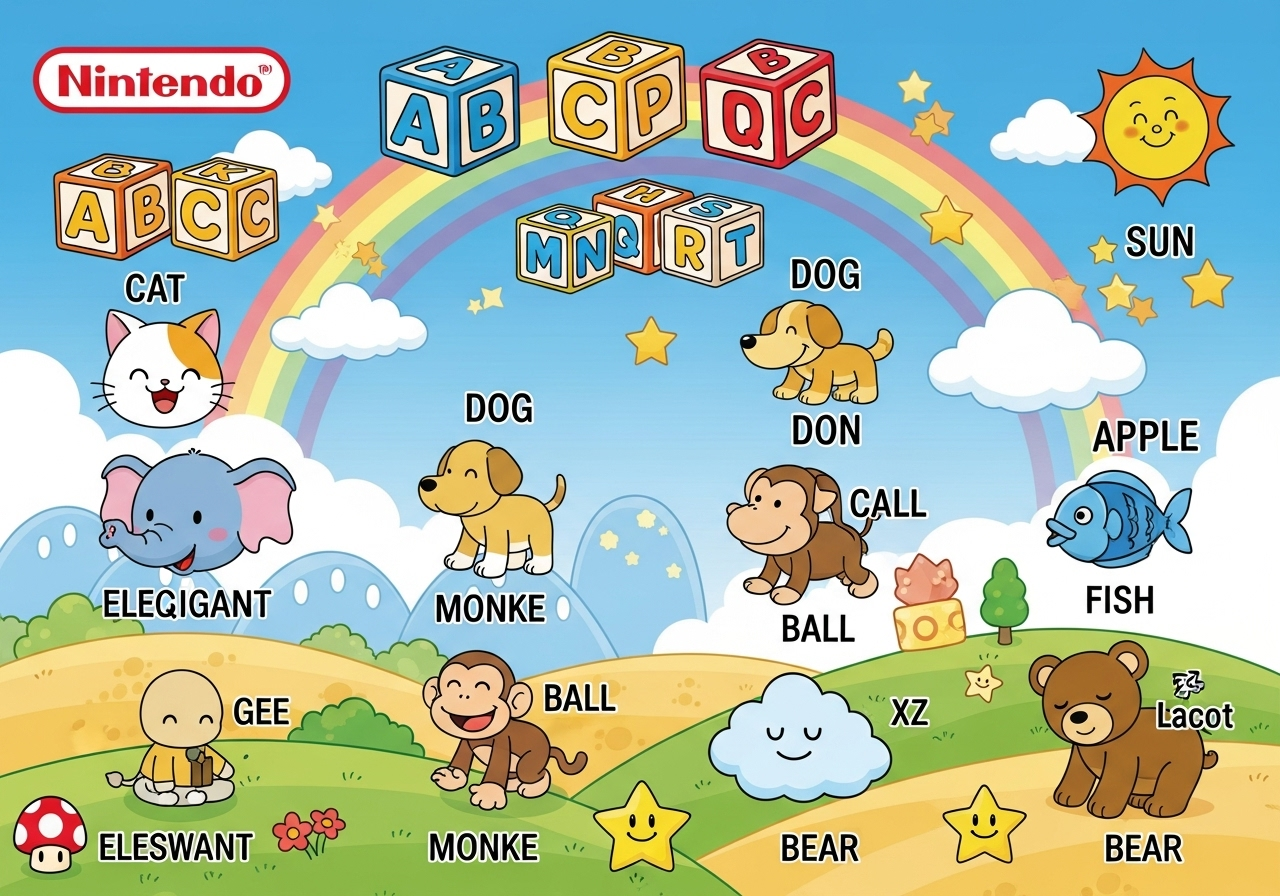 Nintendo
A A B
B C P
B Q C
B A B
K C C
Q M N
H Q
S R T
SUN
DOG
CAT
DOG
DON
APPLE
CALL
ELEQIGANT
MONKE
BALL
FISH
GEE
BALL
XZ
Lacot
ELESWANT
MONKE
BEAR
BEAR